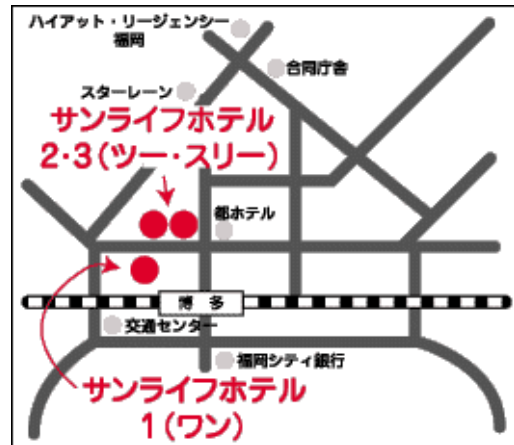 ハイアット・リージェンシー
福岡
合同庁舎
スターレーン
サンライフホテル
2・3(ツー・スリー)
都ホテル
博多
交通センター
福岡シティ銀行
サンライフホテル
1(ワン)